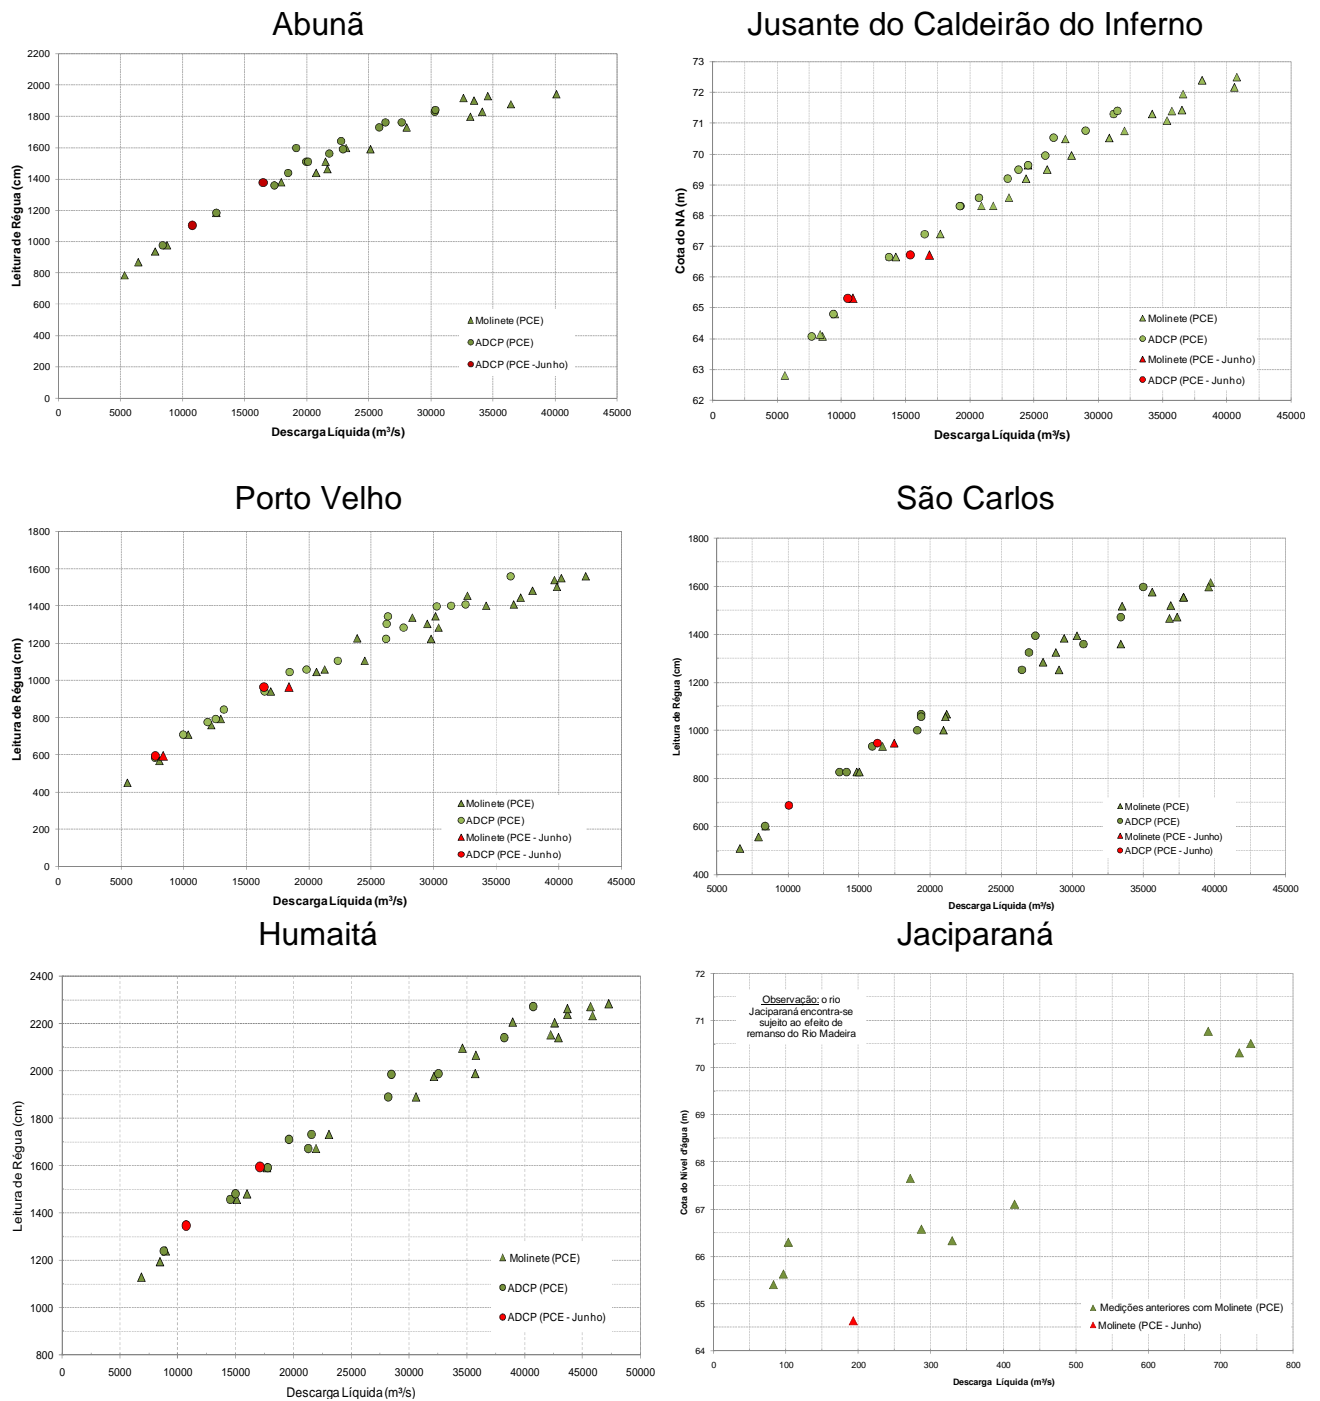 Abunã
2200
2000
1800
1600
1400
1200
1000
800
600
400
200
0
0 5000 10000 15000 20000 25000 30000 35000 40000 45000
Leitura de Régua (cm)
Descarga Líquida (m³/s)
Molinete (PCE)
ADCP (PCE)
ADCP (PCE -Junho)
Jusante do Caldeirão do Inferno
73
72
71
70
69
68
67
66
65
64
63
62
0 5000 10000 15000 20000 25000 30000 35000 40000 45000
Cota do NA (m)
Descarga Líquida (m³/s)
Molinete (PCE)
ADCP (PCE)
Molinete (PCE - Junho)
ADCP (PCE - Junho)
Porto Velho
1800
1600
1400
1200
1000
800
600
400
200
0
0 5000 10000 15000 20000 25000 30000 35000 40000 45000
Leitura de Régua (cm)
Descarga Líquida (m³/s)
Molinete (PCE)
ADCP (PCE)
Molinete (PCE - Junho)
ADCP (PCE - Junho)
São Carlos
1800
1600
1400
1200
1000
800
600
400
5000 10000 15000 20000 25000 30000 35000 40000 45000
Leitura de Régua (cm)
Descarga Líquida (m³/s)
Molinete (PCE)
ADCP (PCE)
Molinete (PCE - Junho)
ADCP (PCE - Junho)
Humaitá
2400
2200
2000
1800
1600
1400
1200
1000
800
0 5000 10000 15000 20000 25000 30000 35000 40000 45000 50000
Leitura de Régua (cm)
Descarga Líquida (m³/s)
Molinete (PCE)
ADCP (PCE)
ADCP (PCE - Junho)
Jaciparaná
72
71
70
69
68
67
66
65
64
0 100 200 300 400 500 600 700 800
Cota do Nível d'água (m)
Descarga Líquida (m³/s)
Observação: o rio
Jaciparaná encontra-se
sujeito ao efeito de
remanso do Rio Madeira
Medições anteriores com Molinete (PCE)
Molinete (PCE - Junho)